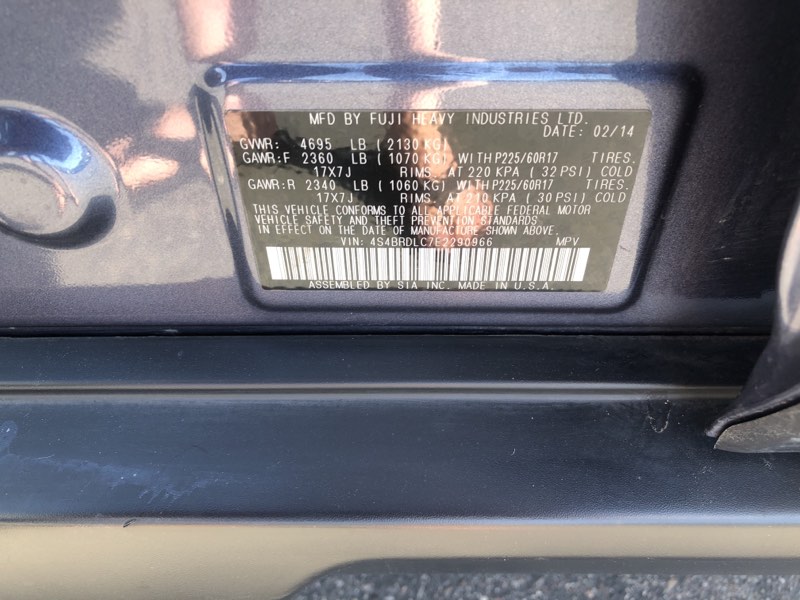 MFD BY FUJI HEAVY INDUSTRIES LTD.
DATE: 02/14
GVWR: 4695 LB ( 2130 KG)
GAWR:F 2360 LB ( 1070 KG) WITH P225/60R17 TIRES.
17X7J RIMS. AT 220 KPA ( 32 PSI) COLD
GAWR:R 2340 LB ( 1060 KG) WITH P225/60R17 TIRES.
17X7J RIMS. AT 210 KPA ( 30 PSI) COLD
THIS VEHICLE CONFORMS TO ALL APPLICABLE FEDERAL MOTOR
VEHICLE SAFETY AND THEFT PREVENTION STANDARDS
IN EFFECT ON THE DATE OF MANUFACTURE SHOWN ABOVE.
VIN: 4S4BRDLC7E2290966 MPV
ASSEMBLED BY SIA INC. MADE IN U.S.A.